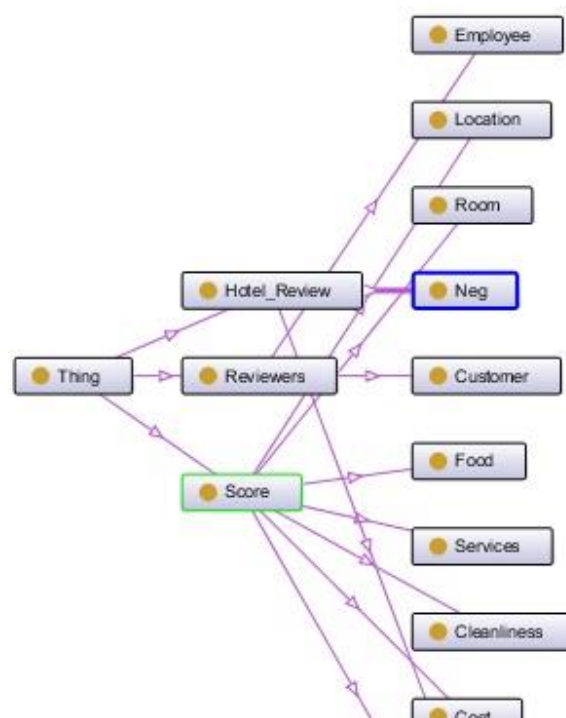 Employee
Location
Room
Hotel_Review
Neg
Thing
Reviewers
Customer
Food
Score
Services
Cleanliness
Cost